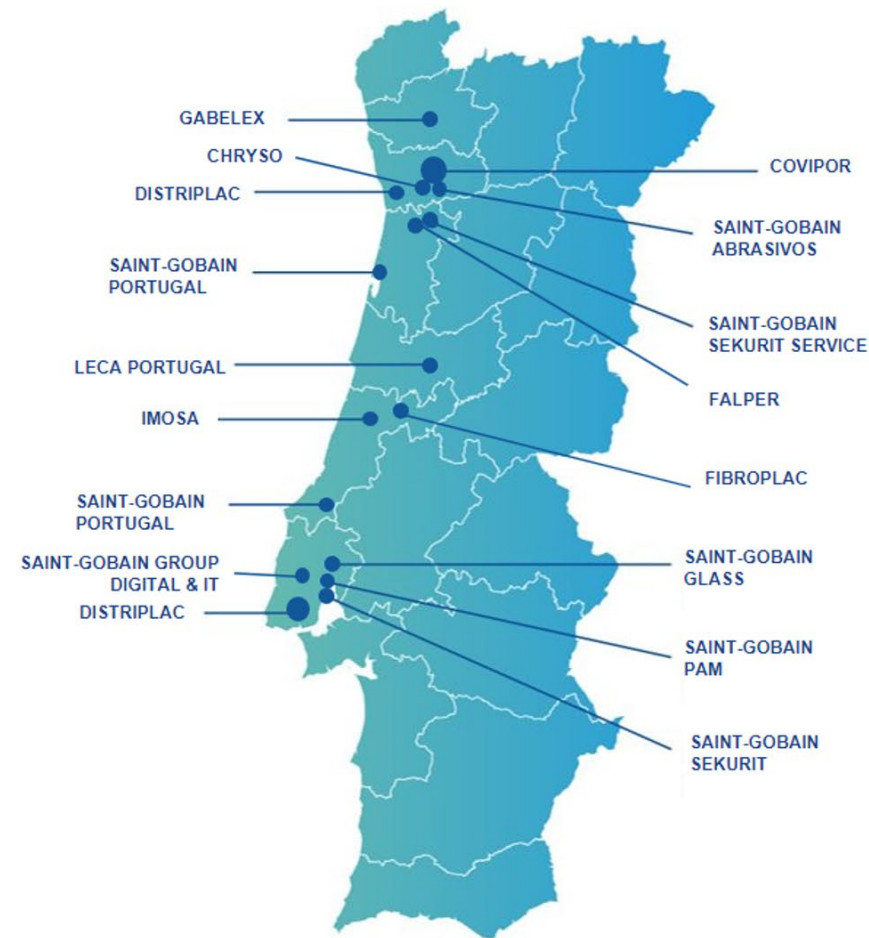 GABELEX
CHRYSO
DISTRIPLAC
SAINT-GOBAIN
PORTUGAL
LECA PORTUGAL
IMOSA
SAINT-GOBAIN
PORTUGAL
SAINT-GOBAIN GROUP
DIGITAL & IT
DISTRIPLAC
COVIPOR
SAINT-GOBAIN
ABRASIVOS
SAINT-GOBAIN
SEKURIT SERVICE
FALPER
FIBROPLAC
SAINT-GOBAIN
GLASS
SAINT-GOBAIN
PAM
SAINT-GOBAIN
SEKURIT